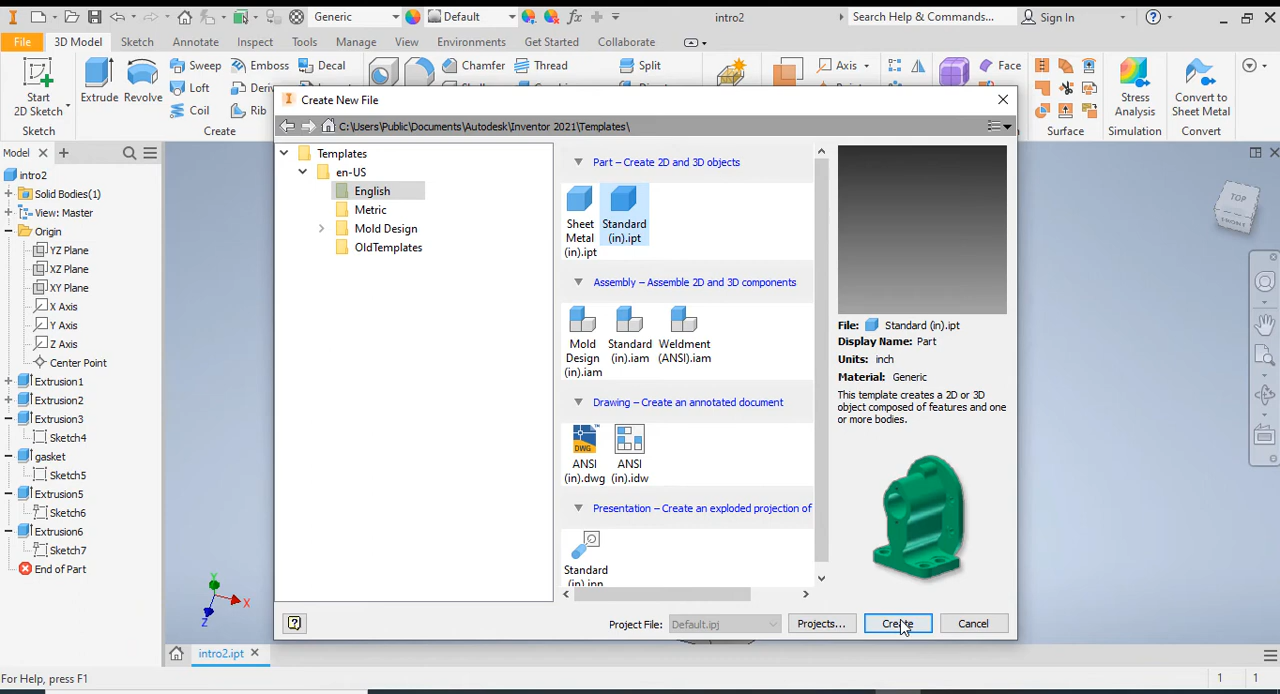 Generic
Default
intro2
Search Help & Commands...
Sign In
File
3D Model
Sketch
Annotate
Inspect
Tools
Manage
View
Environments
Get Started
Collaborate
Start
2D Sketch
Extrude
Revolve
Sweep
Emboss
Decal
Loft
Deri
Coil
Rib
Chamfer
Thread
Split
Axis
Face
Stress
Analysis
Convert to
Sheet Metal
Sketch
Create
Surface
Simulation
Convert
Create New File
C:\Users\Public\Documents\Autodesk\Inventor 2021\Templates\
Model
intro2
Solid Bodies(1)
View: Master
Origin
YZ Plane
XZ Plane
XY Plane
X Axis
Y Axis
Z Axis
Center Point
Extrusion1
Extrusion2
Extrusion3
Sketch4
gasket
Sketch5
Extrusion5
Sketch6
Extrusion6
Sketch7
End of Part
Templates
en-US
English
Metric
Mold Design
OldTemplates
Part – Create 2D and 3D objects
Sheet
Metal
(in).ipt
Standard
(in).ipt
Assembly – Assemble 2D and 3D components
Mold
Design
(in).iam
Standard
(in).iam
Weldment
(ANSI).iam
Drawing – Create an annotated document
DWG
ANSI
(in).dwg
ANSI
(in).idw
Presentation – Create an exploded projection of
Standard
File: Standard (in).ipt
Display Name: Part
Units: inch
Material: Generic
This template creates a 2D or 3D
object composed of features and one
or more bodies.
Project File: Default.ipj
Projects...
Create
Cancel
TOP
Y
X
Z
intro2.ipt
For Help, press F1
1 1